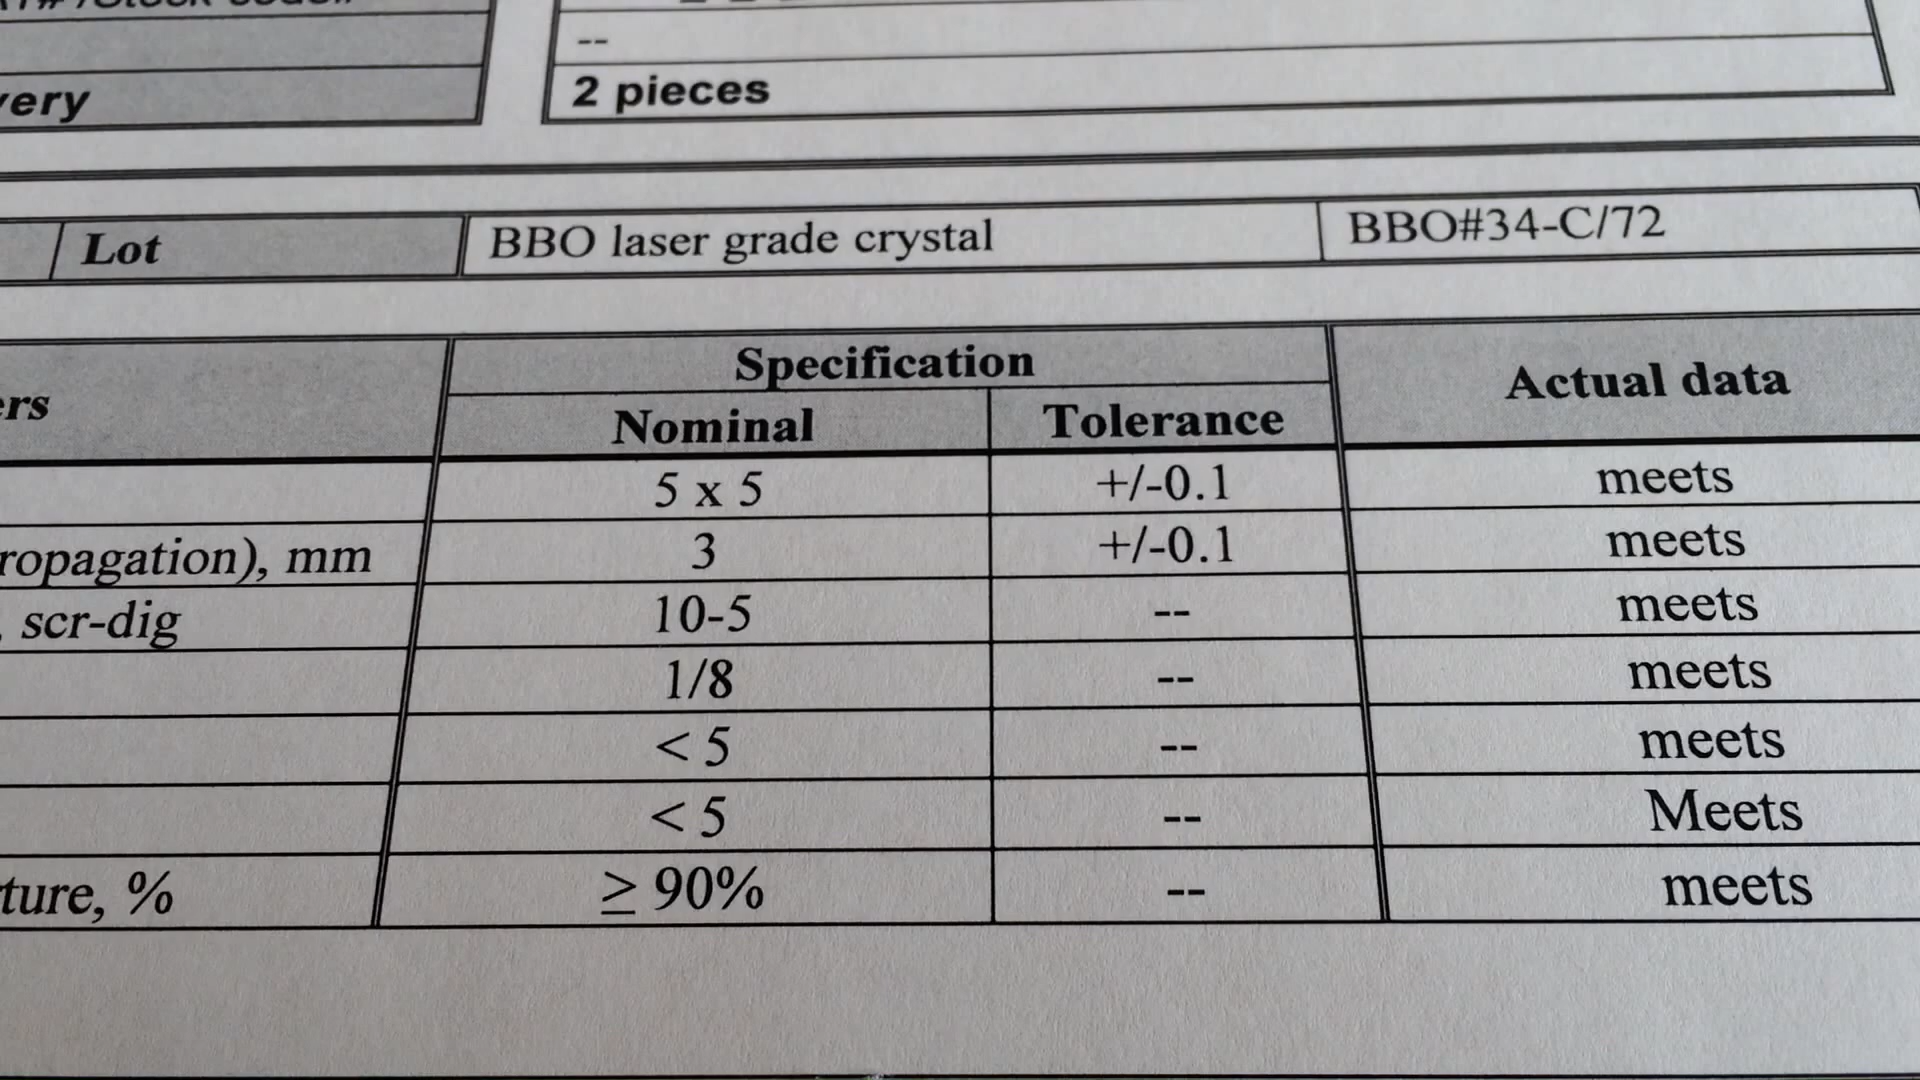 --
very
2 pieces
Lot BBO laser grade crystal BBO#34-C/72
ers Specification Actual data
Nominal Tolerance
5 x 5 +/-0.1 meets
ropagation), mm 3 +/-0.1 meets
, scr-dig 10-5 -- meets
1/8 -- meets
< 5 -- meets
< 5 -- Meets
ture, % ≥ 90% -- meets